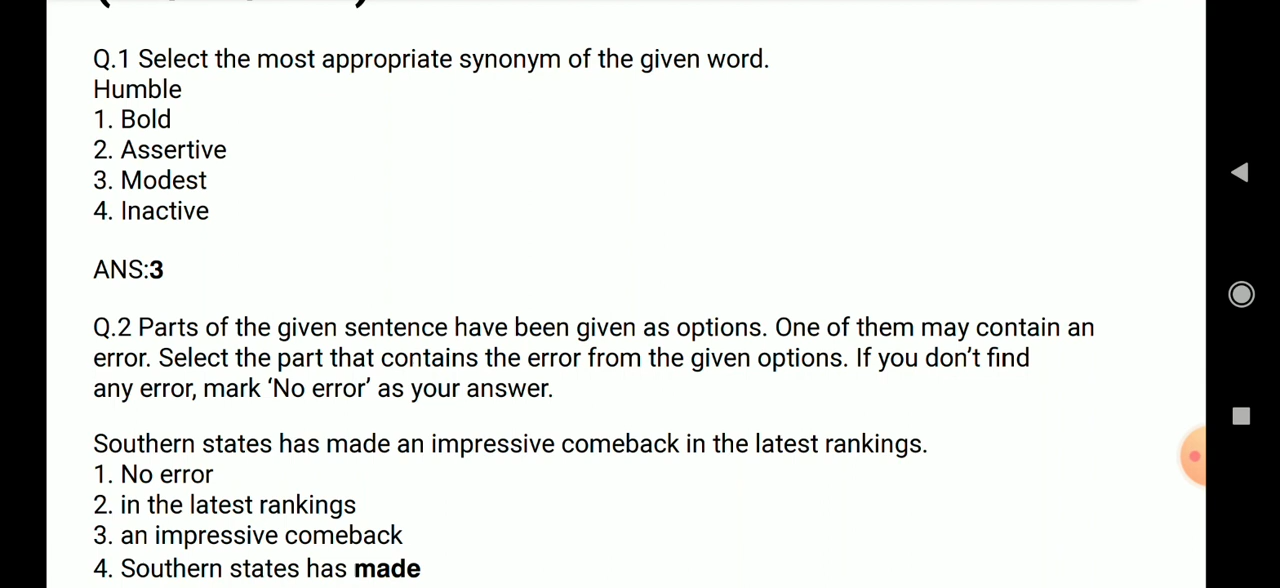 Q.1 Select the most appropriate synonym of the given word.
Humble
1. Bold
2. Assertive
3. Modest
4. Inactive
ANS:3
Q.2 Parts of the given sentence have been given as options. One of them may contain an
error. Select the part that contains the error from the given options. If you don’t find
any error, mark ‘No error’ as your answer.
Southern states has made an impressive comeback in the latest rankings.
1. No error
2. in the latest rankings
3. an impressive comeback
4. Southern states has made